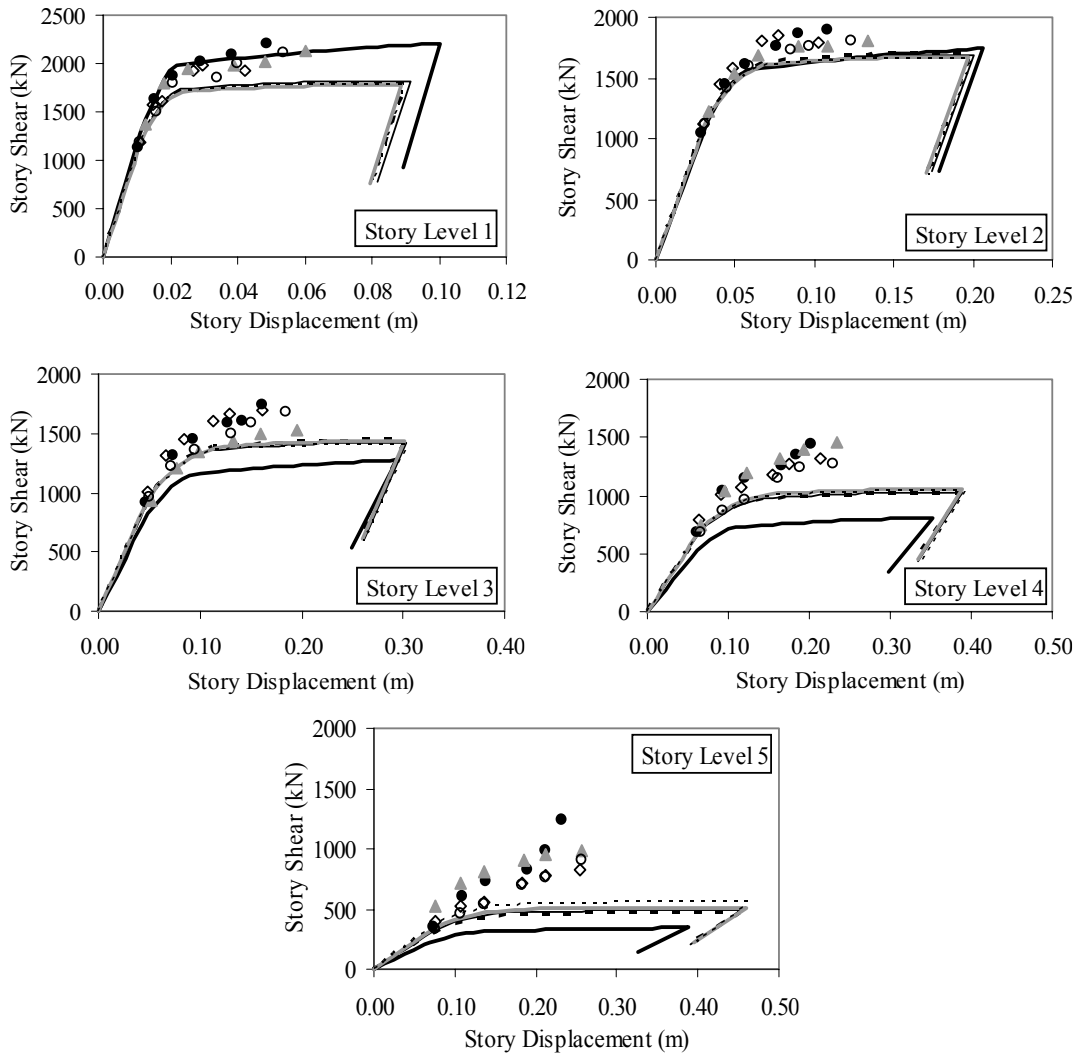 2500
2000
1500
1000
500
0
Story Shear (kN)
Story Level 1
0.00 0.02 0.04 0.06 0.08 0.10 0.12
Story Displacement (m)
2000
1500
1000
500
0
Story Shear (kN)
Story Level 2
0.00 0.05 0.10 0.15 0.20 0.25
Story Displacement (m)
2000
1500
1000
500
0
Story Shear (kN)
Story Level 3
0.00 0.10 0.20 0.30 0.40
Story Displacement (m)
2000
1500
1000
500
0
Story Shear (kN)
Story Level 4
0.00 0.10 0.20 0.30 0.40 0.50
Story Displacement (m)
2000
1500
1000
500
0
Story Shear (kN)
Story Level 5
0.00 0.10 0.20 0.30 0.40 0.50
Story Displacement (m)